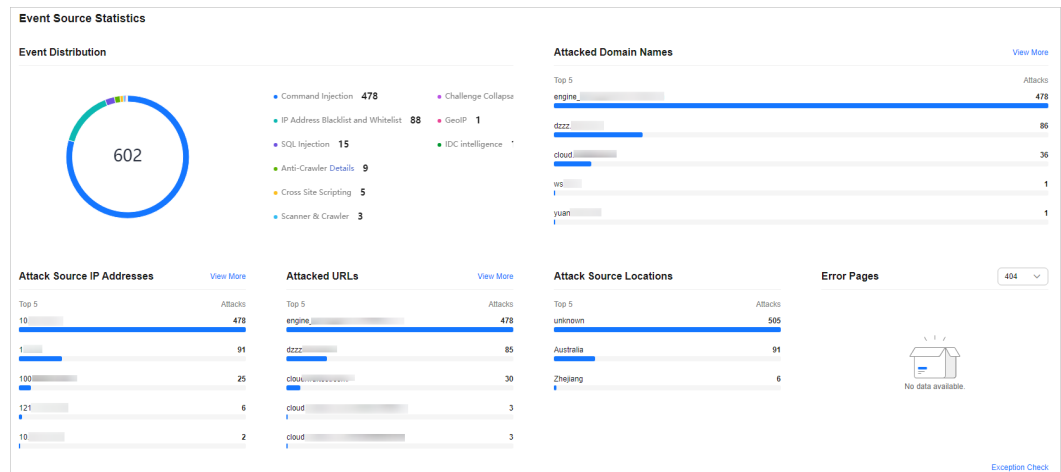 Event Source Statistics
Event Distribution
602
Command Injection 478
IP Address Blacklist and Whitelist 88
SQL Injection 15
Anti-Crawler Details 9
Cross Site Scripting 5
Scanner & Crawler 3
Challenge Collapsa
GeoIP 1
IDC intelligence
Attacked Domain Names View More
Top 5 Attacks
engine_ 478
dzzz 86
cloud. 36
ws 1
yuan 1
Attack Source IP Addresses View More
Top 5 Attacks
10. 478
1 91
100 25
121 6
10. 2
Attacked URLs View More
Top 5 Attacks
engine_ 478
dzzz 85
cloud 30
cloud 3
cloud 3
Attack Source Locations
Top 5 Attacks
unknown 505
Australia 91
Zhejiang 6
Error Pages 404
No data available.
Exception Check